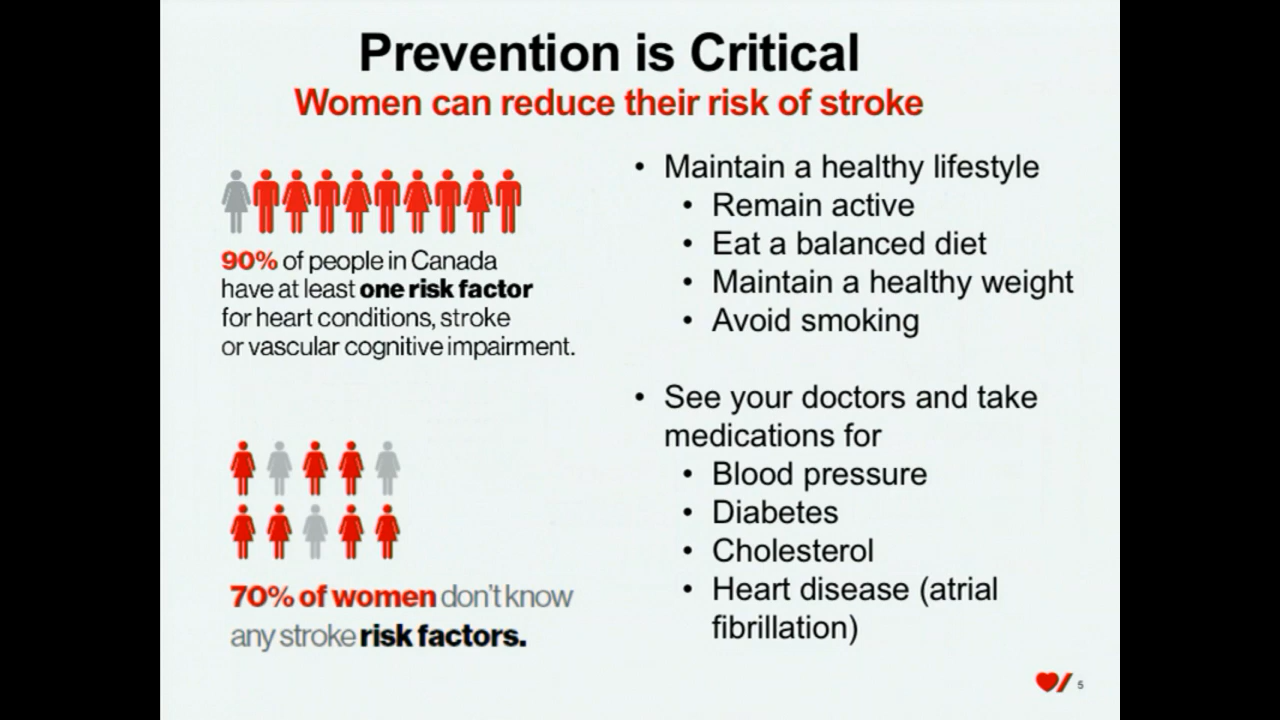 Prevention is Critical
Women can reduce their risk of stroke
90% of people in Canada
have at least one risk factor
for heart conditions, stroke
or vascular cognitive impairment.
70% of women don't know
any stroke risk factors.
• Maintain a healthy lifestyle
• Remain active
• Eat a balanced diet
• Maintain a healthy weight
• Avoid smoking
• See your doctors and take
medications for
• Blood pressure
• Diabetes
• Cholesterol
• Heart disease (atrial
fibrillation)
5